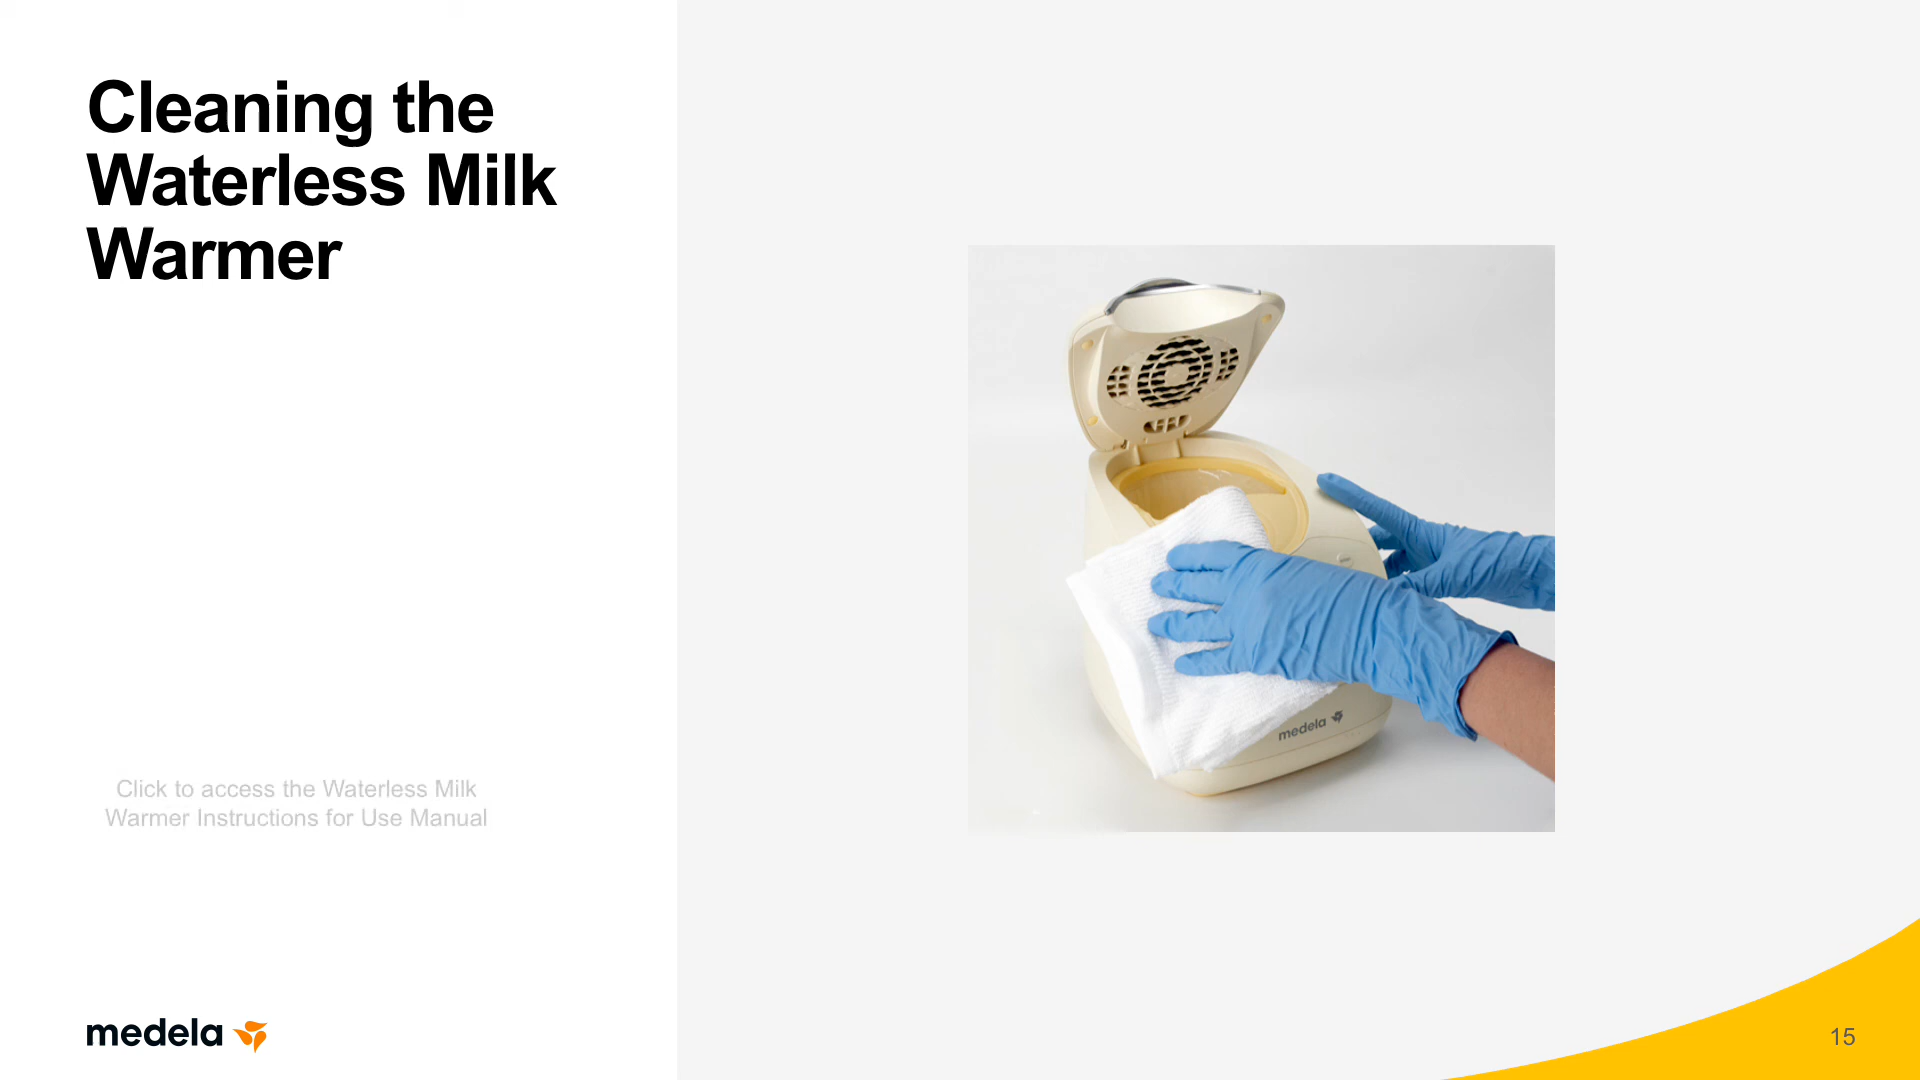 Cleaning the
Waterless Milk
Warmer
Click to access the Waterless Milk
Warmer Instructions for Use Manual
medela
medela
15